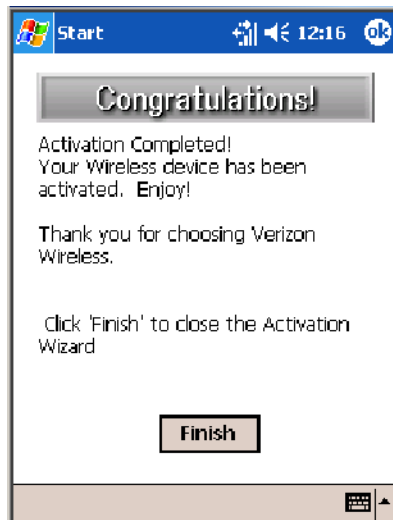 Start 12:16 ok
Congratulations!
Activation Completed!
Your Wireless device has been
activated. Enjoy!
Thank you for choosing Verizon
Wireless.
Click 'Finish' to close the Activation
Wizard
Finish